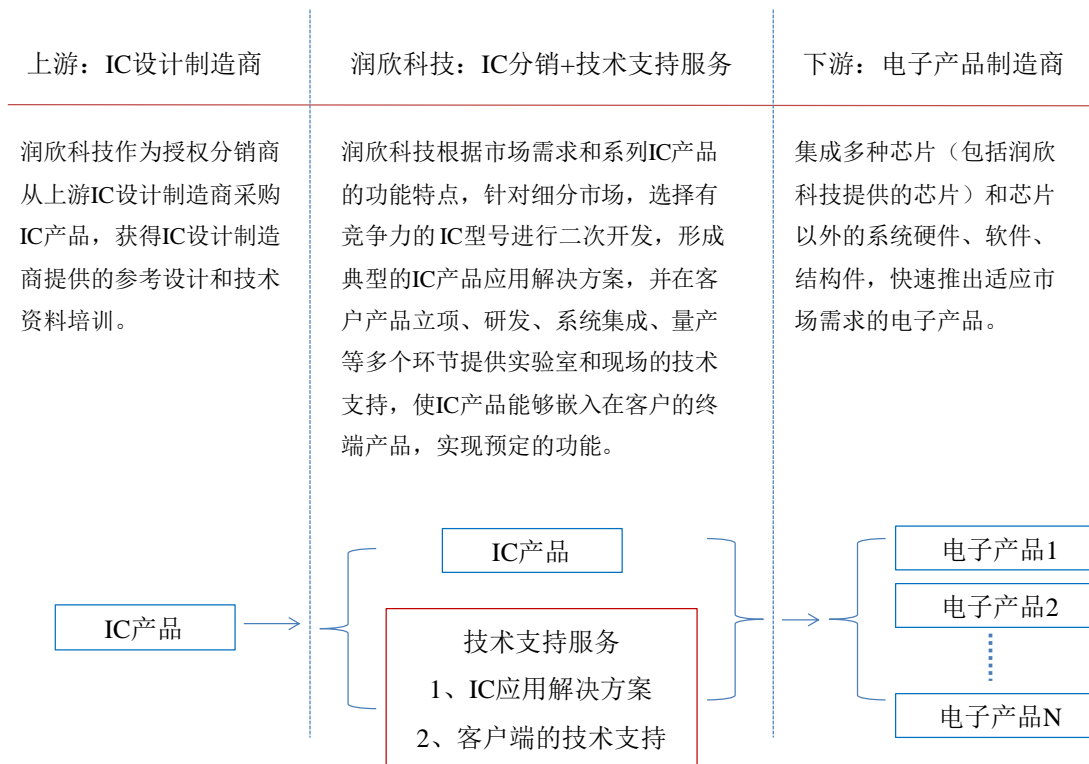 上游：IC设计制造商
润欣科技：IC分销+技术支持服务
下游：电子产品制造商
润欣科技作为授权分销商
从上游IC设计制造商采购
IC产品，获得IC设计制造
商提供的参考设计和技术
资料培训。
润欣科技根据市场需求和系列IC产品
的功能特点，针对细分市场，选择有
竞争力的IC型号进行二次开发，形成
典型的IC产品应用解决方案，并在客
户产品立项、研发、系统集成、量产
等多个环节提供实验室和现场的技术
支持，使IC产品能够嵌入在客户的终
端产品，实现预定的功能。
集成多种芯片（包括润欣
科技提供的芯片）和芯片
以外的系统硬件、软件、
结构件，快速推出适应市
场需求的电子产品。
IC产品
IC产品
技术支持服务
1、IC应用解决方案
2、客户端的技术支持
电子产品1
电子产品2
电子产品N